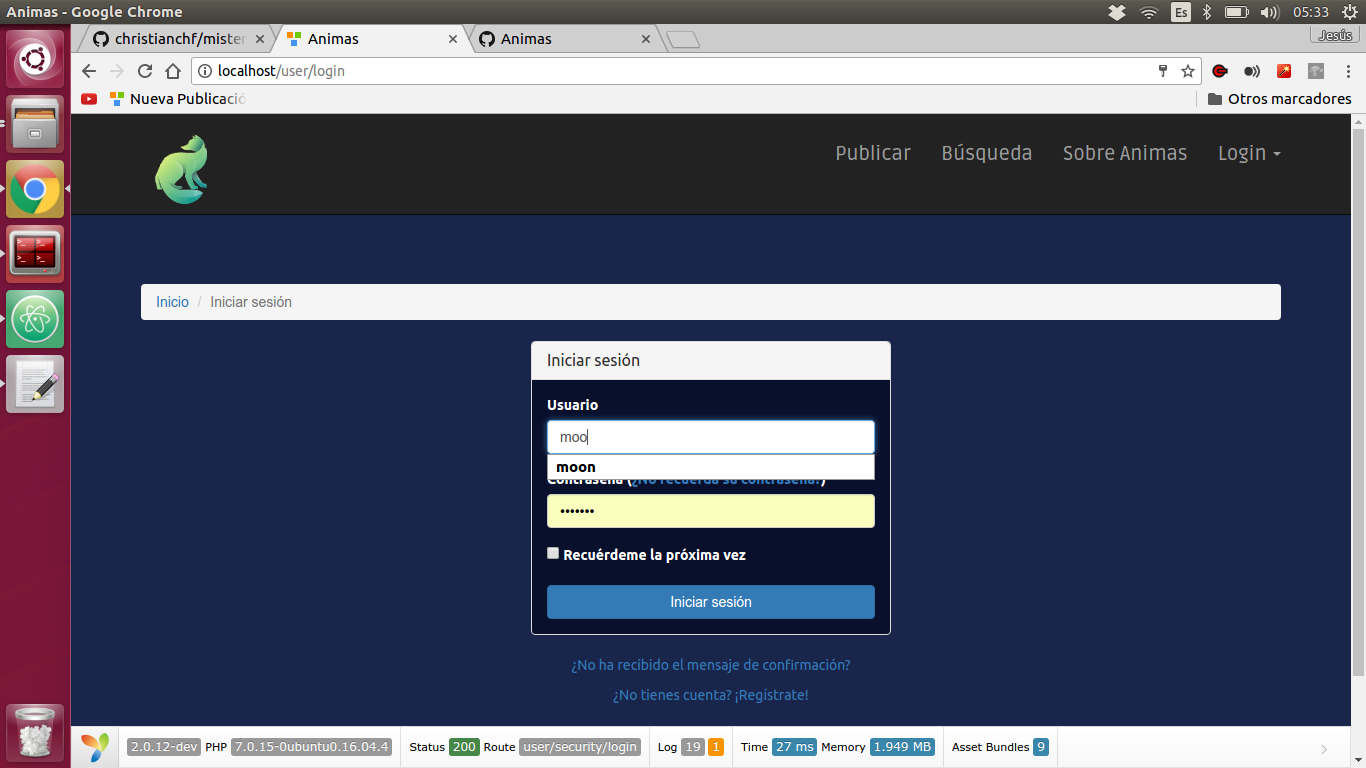 Animas - Google Chrome
Es
05:33
christianchf/mister
Animas
Animas
Jesús
localhost/user/login
Nueva Publicació
Otros marcadores
Publicar
Búsqueda
Sobre Animas
Login
Inicio / Iniciar sesión
Iniciar sesión
Usuario
moo
moon
Contraseña (¿No recuerda su contraseña?)
•••••••
Recuérdeme la próxima vez
Iniciar sesión
¿No ha recibido el mensaje de confirmación?
¿No tienes cuenta? ¡Regístrate!
2.0.12-dev PHP 7.0.15-0ubuntu0.16.04.4 Status 200 Route user/security/login Log 19 1 Time 27 ms Memory 1.949 MB Asset Bundles 9